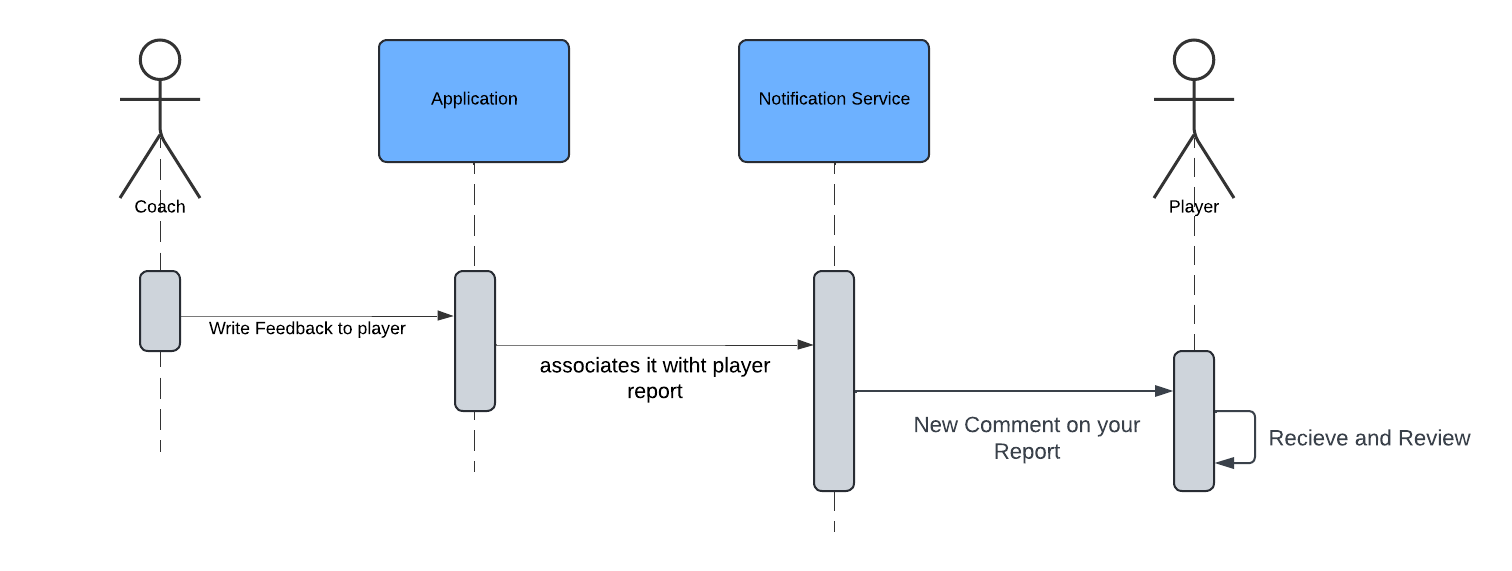 Application
Notification Service
Coach
Player
Write Feedback to player
associates it witht player
report
New Comment on your
Report
Recieve and Review